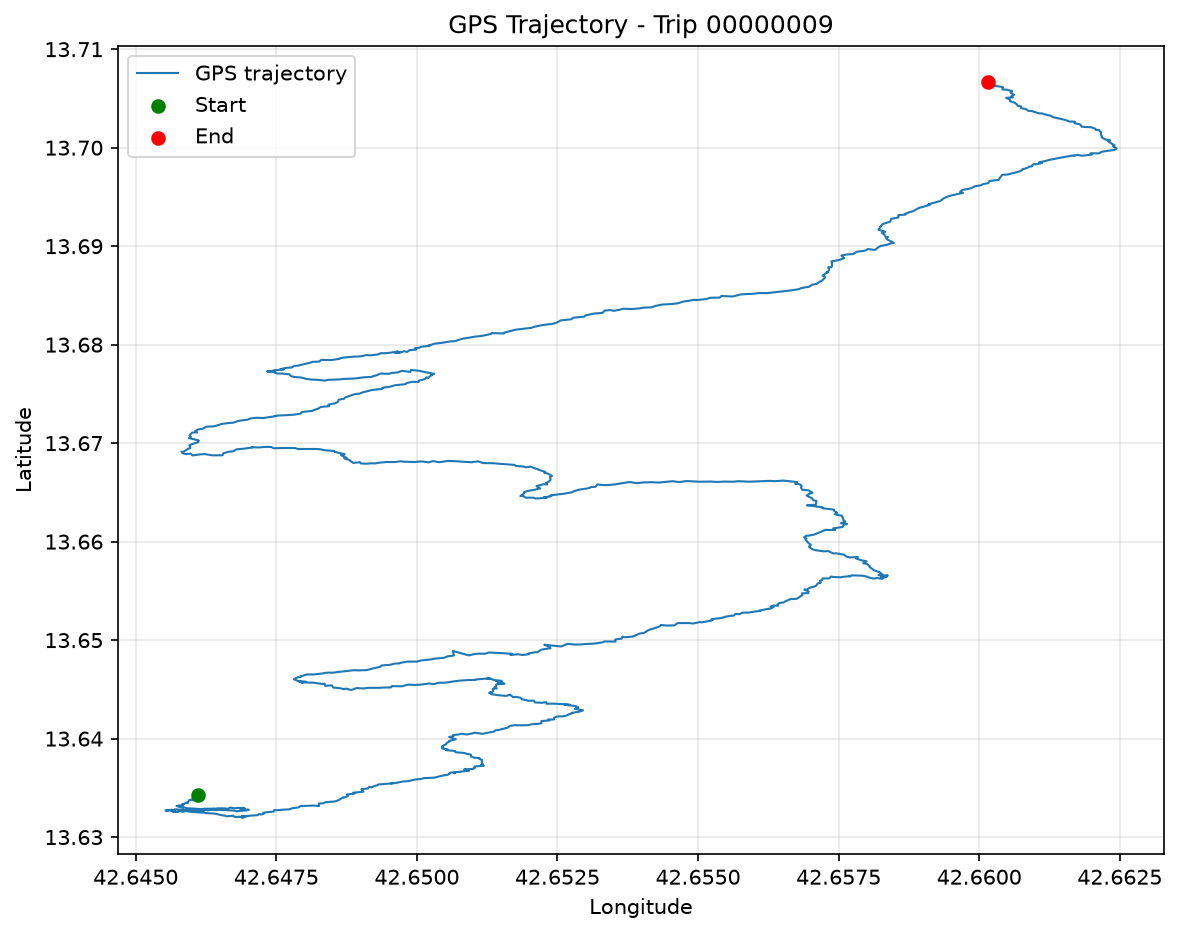 GPS Trajectory - Trip 00000009
GPS trajectory
Start
End
13.71
13.70
13.69
13.68
13.67
13.66
13.65
13.64
13.63
Latitude
42.6450
42.6475
42.6500
42.6525
42.6550
42.6575
42.6600
42.6625
Longitude